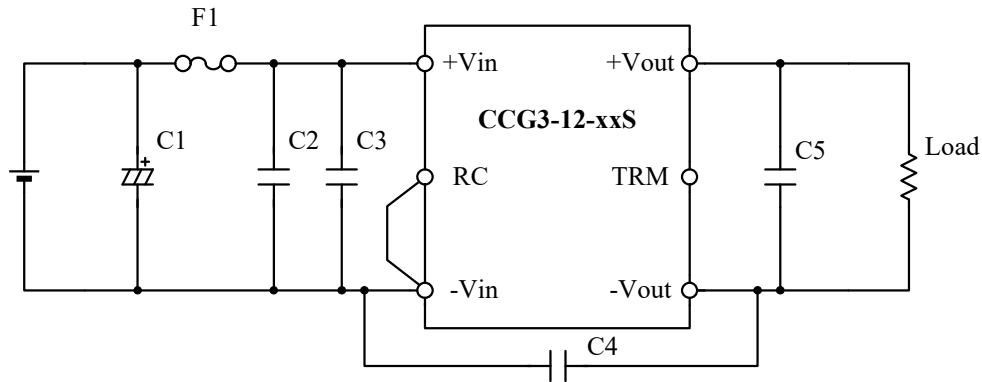 F1
+Vin
+Vout
CCG3-12-xxS
C1
+
C2
C3
C5
Load
RC
TRM
-Vin
-Vout
C4